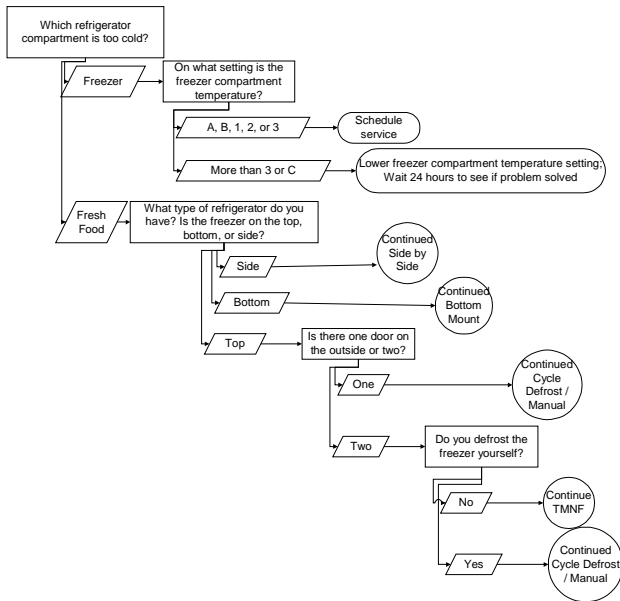 Which refrigerator
compartment is too cold?
Freezer
On what setting is the
freezer compartment
temperature?
A, B, 1, 2, or 3
Schedule
service
More than 3 or C
Lower freezer compartment temperature setting;
Wait 24 hours to see if problem solved
Fresh
Food
What type of refrigerator do you
have? Is the freezer on the top,
bottom, or side?
Side
Continued
Side by
Side
Bottom
Continued
Bottom
Mount
Top
Is there one door on
the outside or two?
One
Continued
Cycle
Defrost /
Manual
Two
Do you defrost the
freezer yourself?
No
Continue
TMNF
Yes
Continued
Cycle Defrost
/ Manual